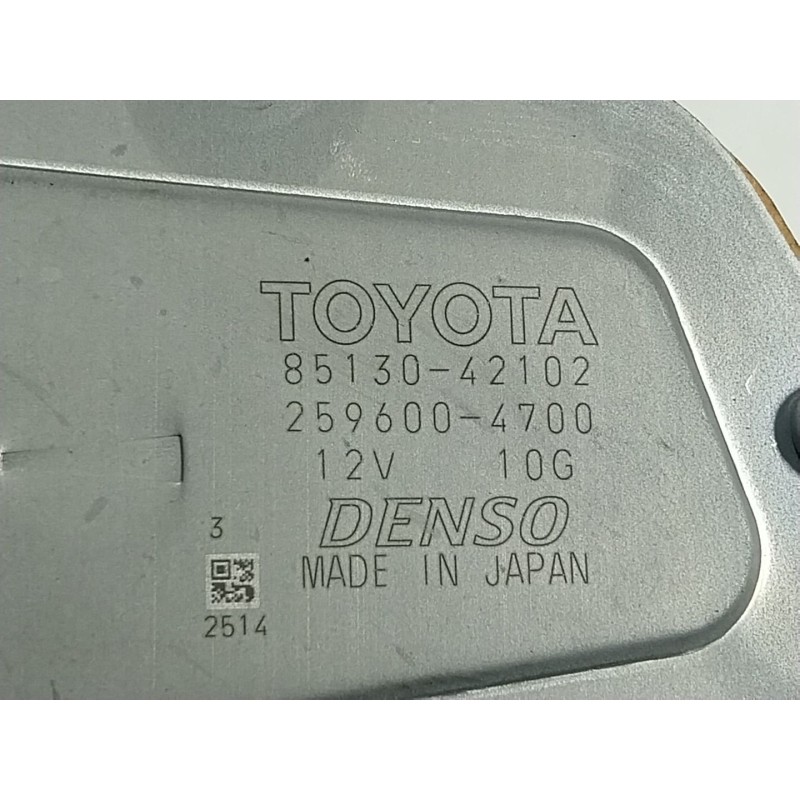 TOYOTA
85130-42102
259600-4700
12V 10G
DENSO
MADE IN JAPAN
3
2514